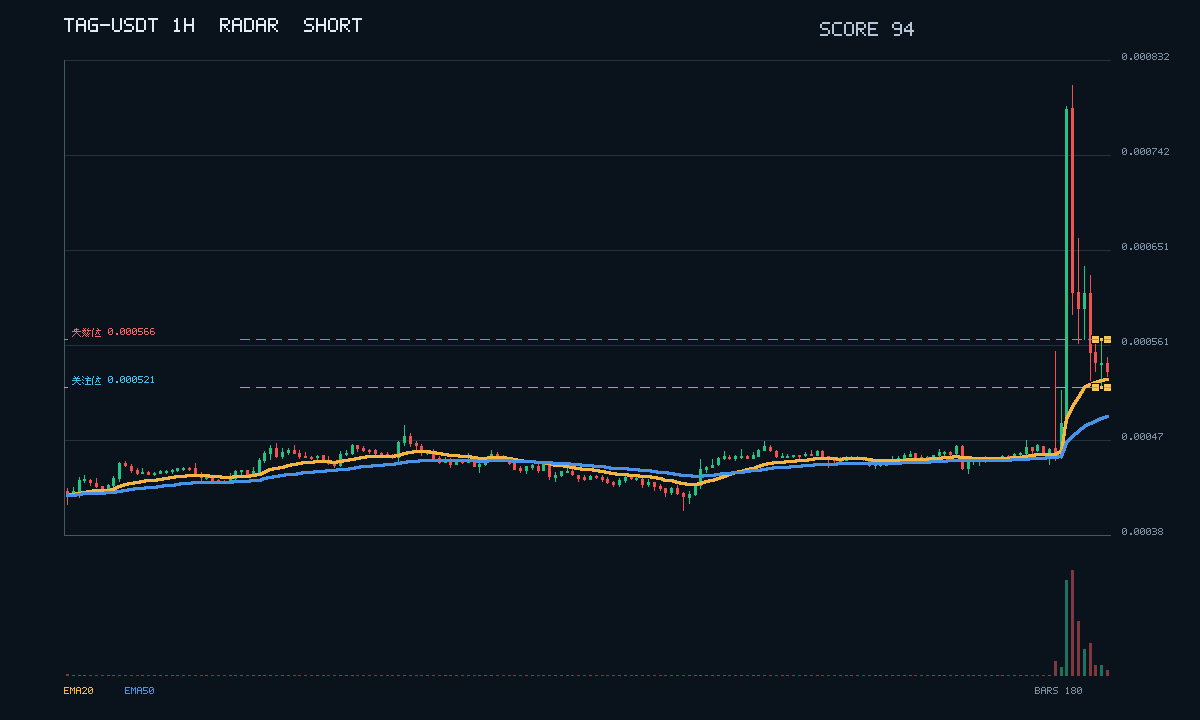 TAG-USDT 1H RADAR SHORT
SCORE 94
0.000832
0.000742
0.000651
失效位 0.000566
0.000561
关注位 0.000521
0.00047
0.00038
EMA20 EMA50
BARS 180